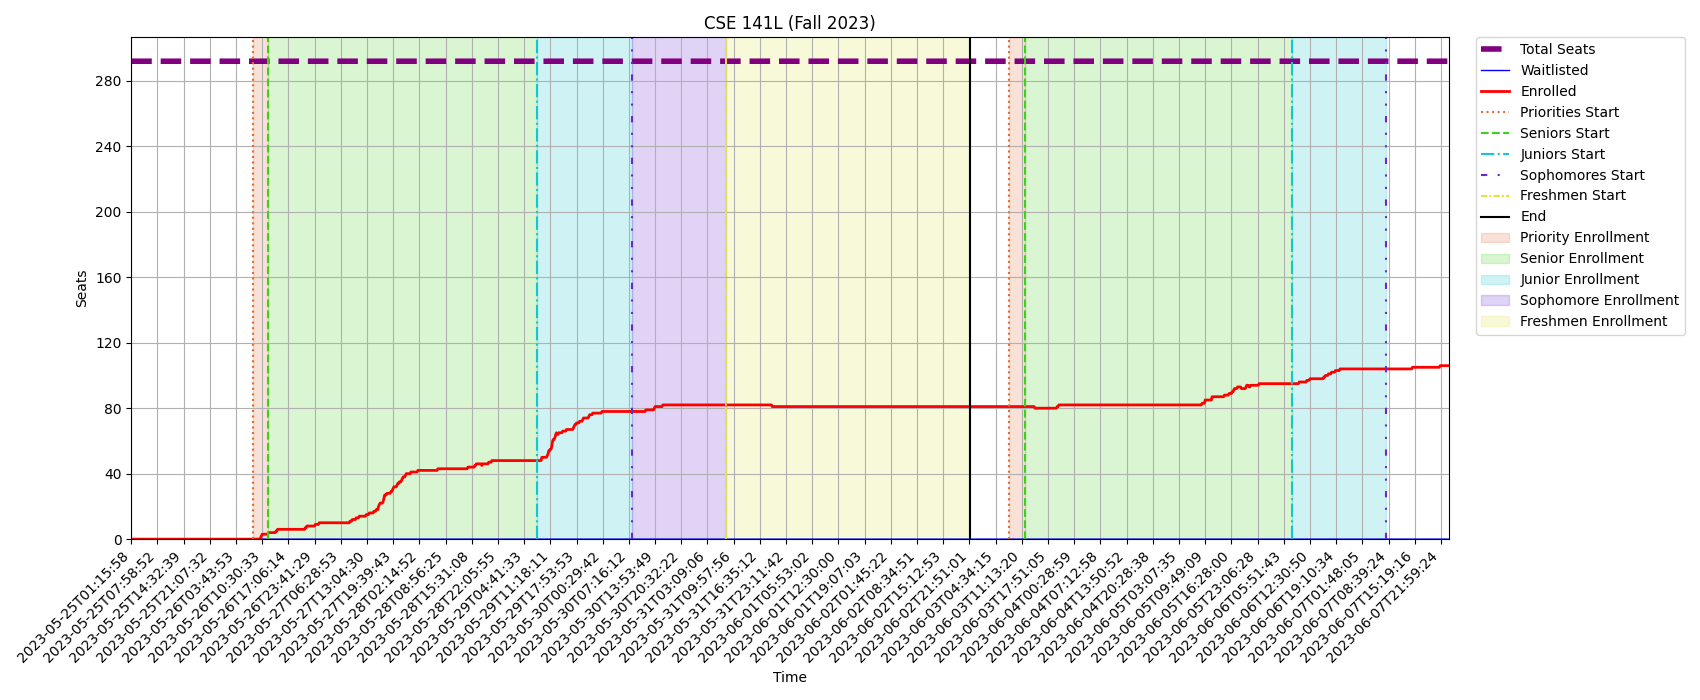 CSE 141L (Fall 2023)
Seats
280
240
200
160
120
80
40
0
2023-05-25T01:15:58
2023-05-25T07:58:52
2023-05-25T14:32:39
2023-05-25T21:07:32
2023-05-26T03:43:53
2023-05-26T10:30:33
2023-05-26T17:06:14
2023-05-26T23:41:29
2023-05-27T06:28:53
2023-05-27T13:04:30
2023-05-27T19:39:43
2023-05-28T02:14:52
2023-05-28T08:56:25
2023-05-28T15:31:08
2023-05-28T22:05:55
2023-05-29T04:41:33
2023-05-29T11:18:11
2023-05-29T17:53:53
2023-05-30T00:29:42
2023-05-30T07:16:12
2023-05-30T13:53:49
2023-05-30T20:32:22
2023-05-31T03:09:06
2023-05-31T09:57:56
2023-05-31T16:35:12
2023-05-31T23:11:42
2023-06-01T05:53:02
2023-06-01T12:30:00
2023-06-01T19:07:03
2023-06-02T01:45:22
2023-06-02T08:34:51
2023-06-02T15:12:53
2023-06-02T21:51:01
2023-06-03T04:34:15
2023-06-03T11:13:20
2023-06-03T17:51:05
2023-06-04T00:28:59
2023-06-04T07:12:58
2023-06-04T13:50:52
2023-06-04T20:28:38
2023-06-05T03:07:35
2023-06-05T09:49:09
2023-06-05T16:28:00
2023-06-05T23:06:28
2023-06-06T05:51:43
2023-06-06T12:30:50
2023-06-06T19:10:34
2023-06-07T01:48:05
2023-06-07T08:39:24
2023-06-07T15:19:16
2023-06-07T21:59:24
Time
Total Seats
Waitlisted
Enrolled
Priorities Start
Seniors Start
Juniors Start
Sophomores Start
Freshmen Start
End
Priority Enrollment
Senior Enrollment
Junior Enrollment
Sophomore Enrollment
Freshmen Enrollment